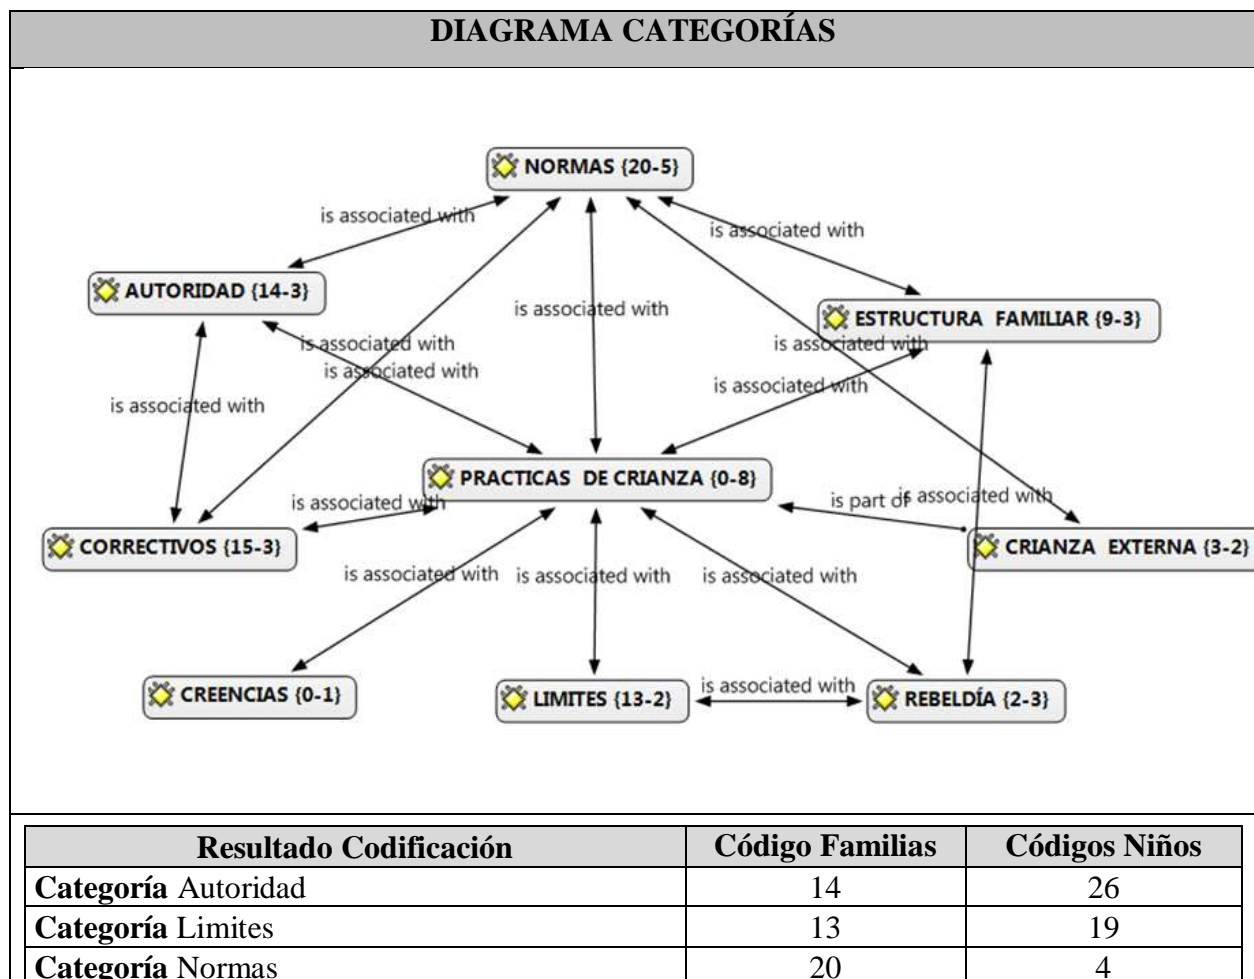 DIAGRAMA CATEGORÍAS
NORMAS {20-5}
is associated with
is associated with
AUTORIDAD {14-3}
is associated with
ESTRUCTURA FAMILIAR {9-3}
is associated with
is associated with
is associated with
is associated with
is associated with
PRACTICAS DE CRIANZA {0-8}
is associated with
is part of
is associated with
CORRECTIVOS {15-3}
CRIANZA EXTERNA {3-2}
is associated with
is associated with
is associated with
CREENCIAS {0-1}
LIMITES {13-2}
is associated with
REBELDÍA {2-3}
Resultado Codificación Código Familias Códigos Niños
Categoría Autoridad 14 26
Categoría Limites 13 19
Categoría Normas 20 4